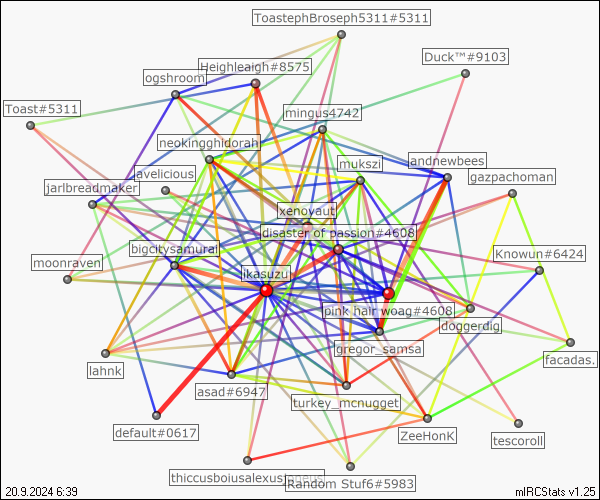 ToastephBroseph5311#5311
Duck™#9103
Heighleaigh#8575
ogshroom
Toast#5311
mingus4742
neokingghidorah
mukszi
andnewbees
avelicious
gazpachoman
jarlbreadmaker
xenoyaut
disaster of passion#4608
bigcitysamurai
Knowun#6424
moonraven
likasuzu
pink hair woag#4608
doggerdig
gregor_samsa
facadas.
lahnk
asad#6947
turkey_mcnugget
default#0617
ZeeHonK
tescoroll
Random Stuf6#5983
20.9.2024 6:39
mIRCStats v1.25